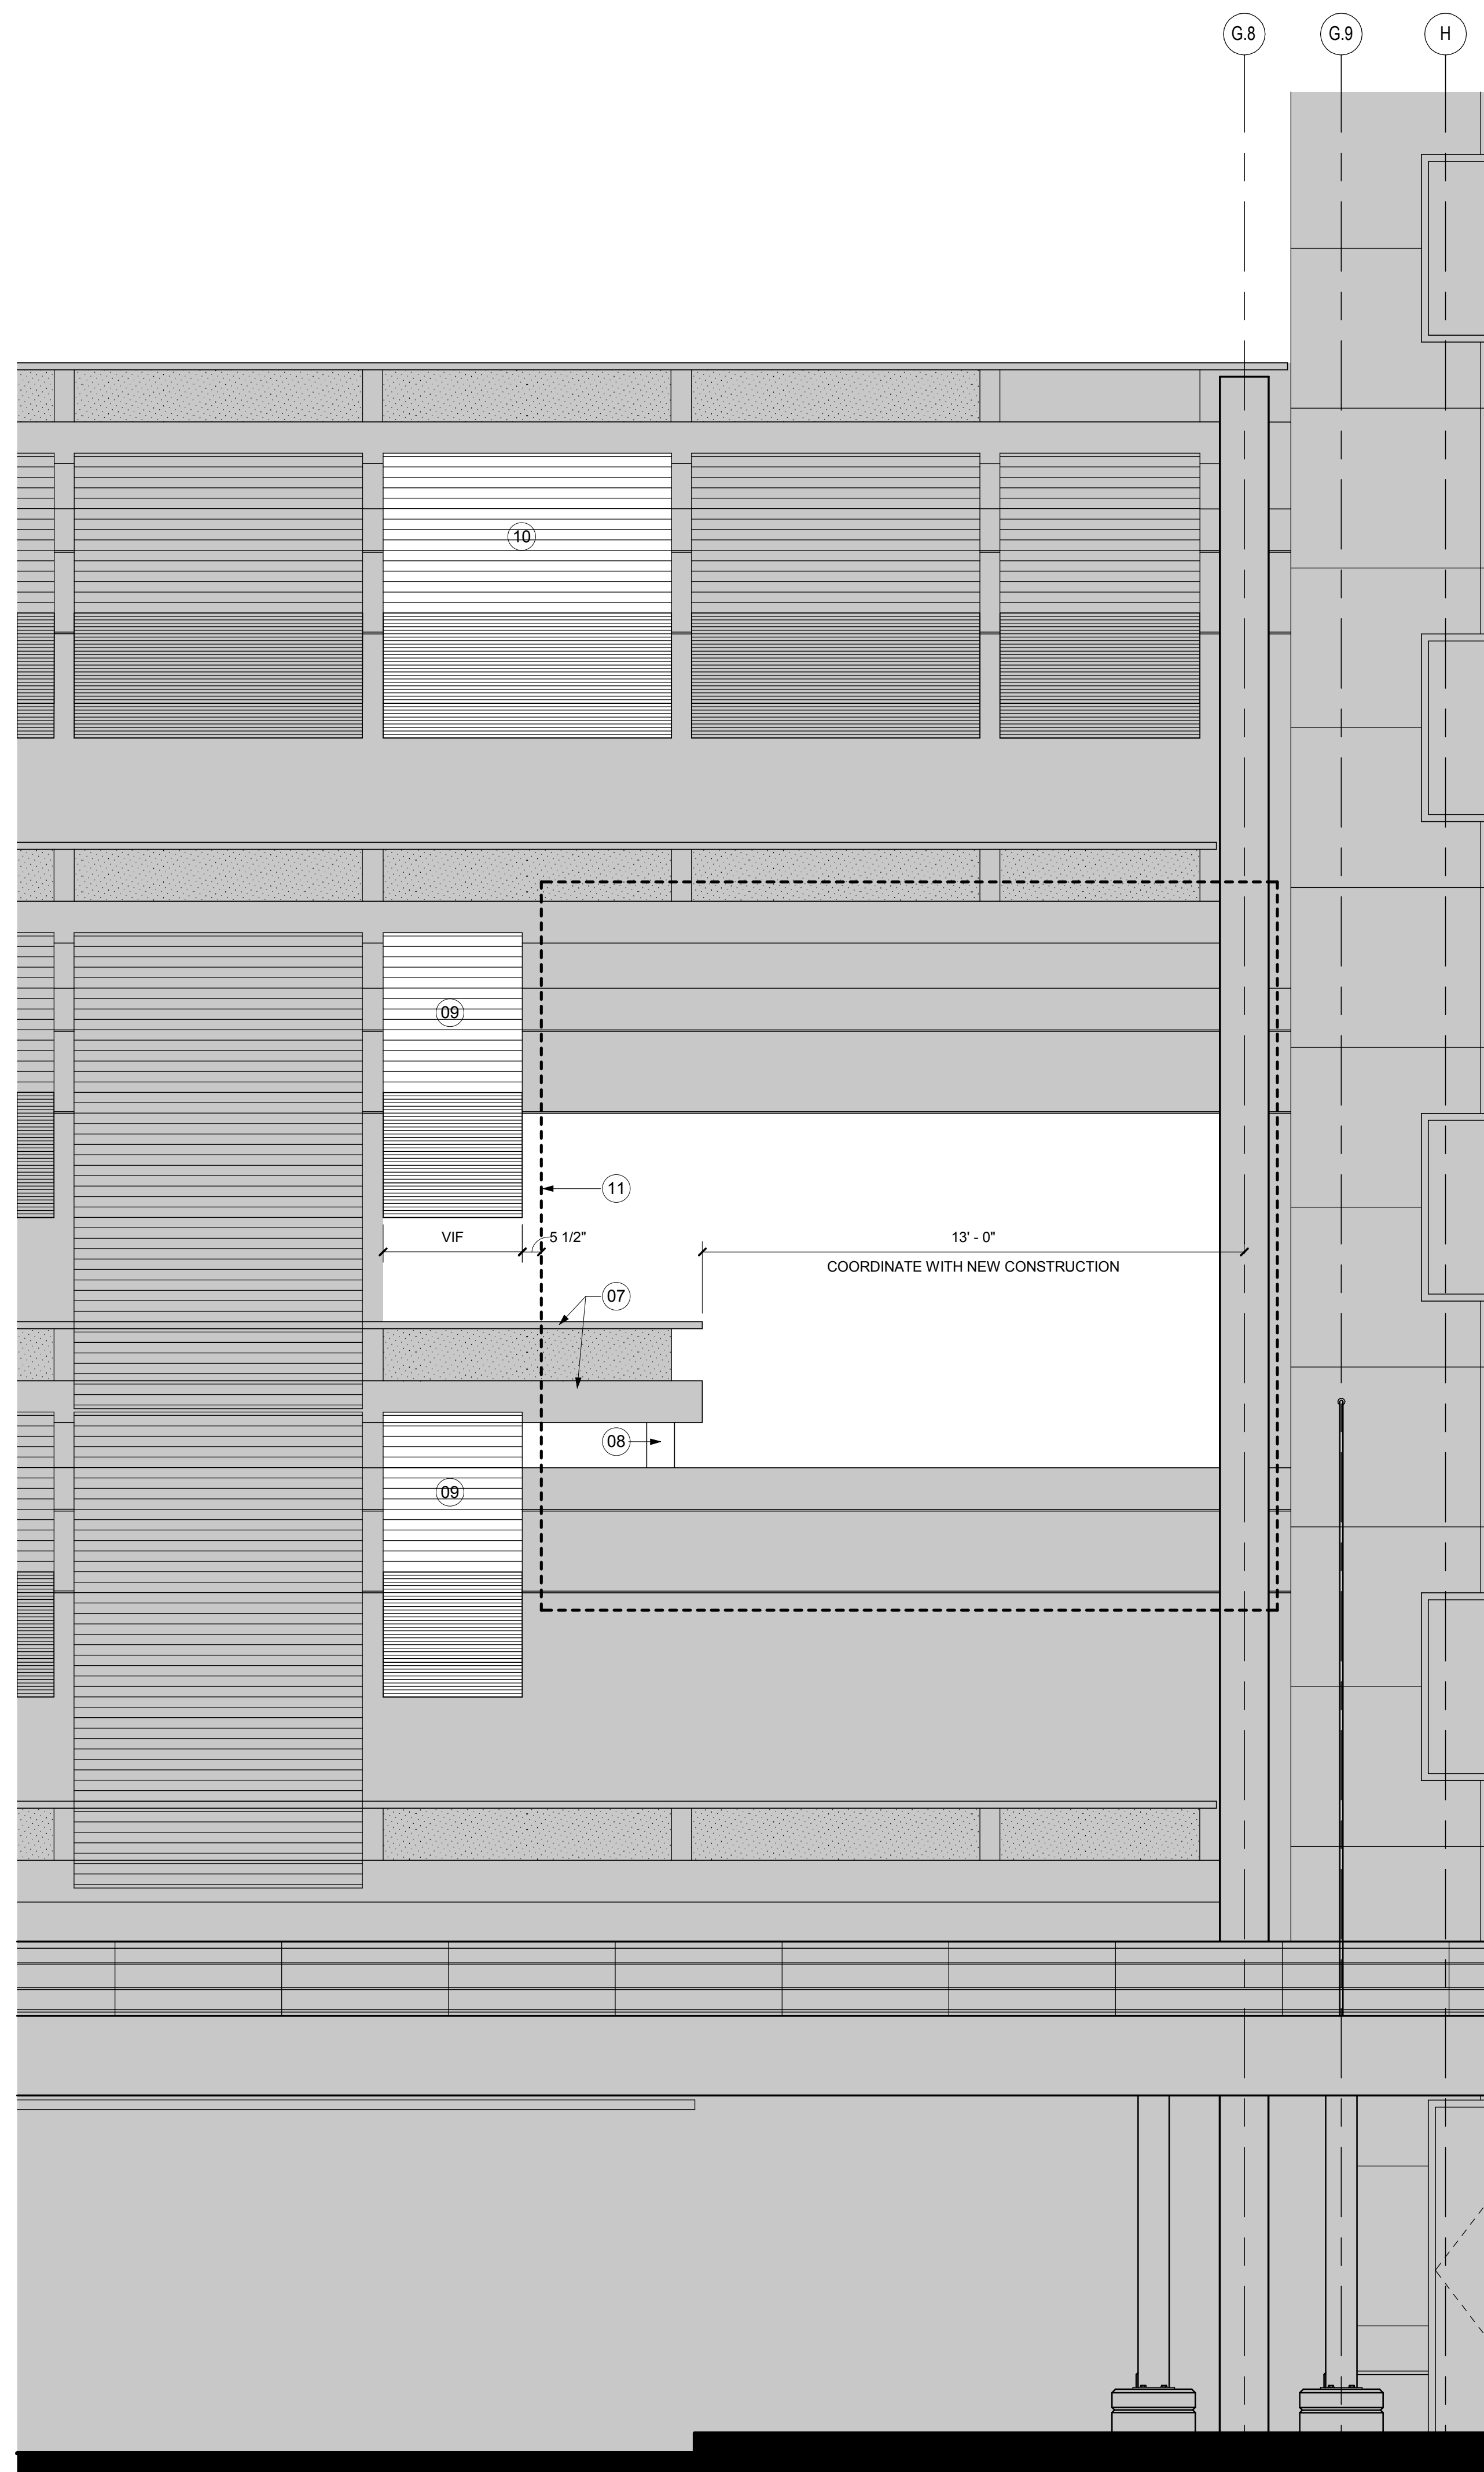 G.8 G.9 H
10
09
11
VIF 5 1/2" 13' - 0"
COORDINATE WITH NEW CONSTRUCTION
07
08
09